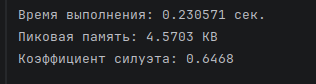 Время выполнения: 0.230571 сек.
Пиковая память: 4.5703 KB
Коэффициент силуэта: 0.6468